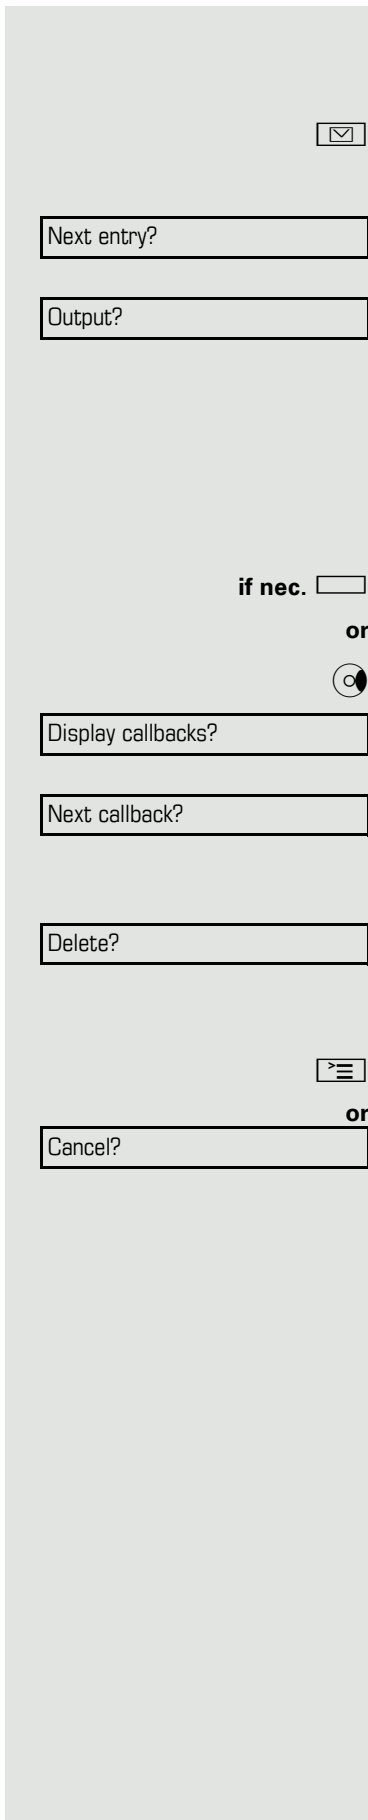 Next entry?
Output?
if nec.
or
Display callbacks?
Next callback?
Delete?
or
Cancel?